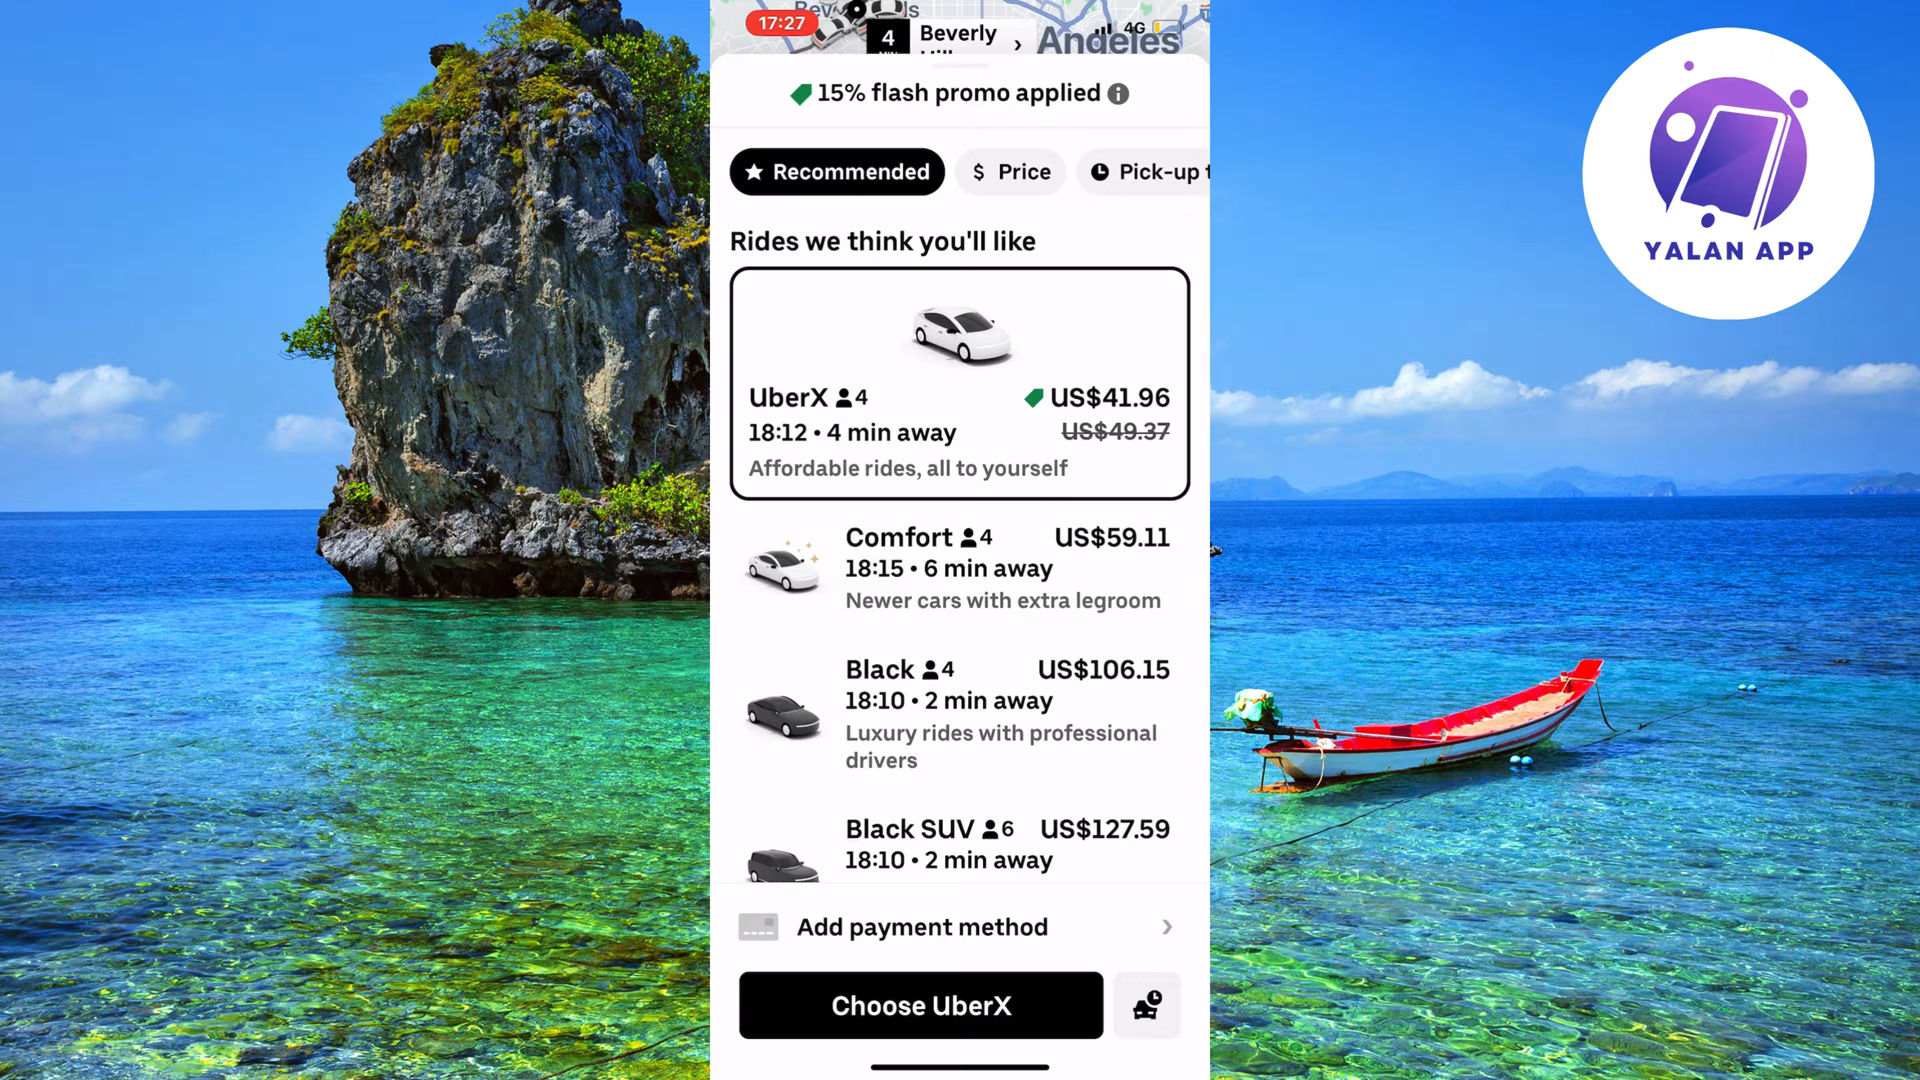 17:27
4
Beverly
4G
Angeles
15% flash promo applied
Recommended
$ Price
Pick-up
Rides we think you'll like
UberX 4
US$41.96
18:12 • 4 min away
US$49.37
Affordable rides, all to yourself
Comfort 4
US$59.11
18:15 • 6 min away
Newer cars with extra legroom
Black 4
US$106.15
18:10 • 2 min away
Luxury rides with professional
drivers
Black SUV 6
US$127.59
18:10 • 2 min away
Add payment method
Choose UberX
YALAN APP